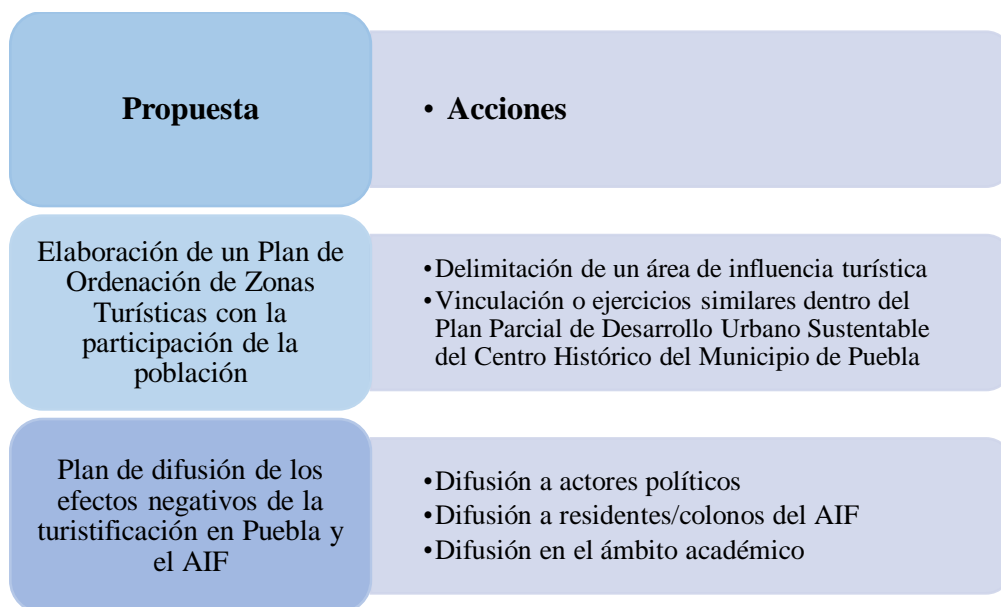 Propuesta
• Acciones
Elaboración de un Plan de
Ordenación de Zonas
Turísticas con la
participación de la
población
•Delimitación de un área de influencia turística
•Vinculación o ejercicios similares dentro del
Plan Parcial de Desarrollo Urbano Sustentable
del Centro Histórico del Municipio de Puebla
Plan de difusión de los
efectos negativos de la
turistificación en Puebla y
el AIF
•Difusión a actores políticos
•Difusión a residentes/colonos del AIF
•Difusión en el ámbito académico